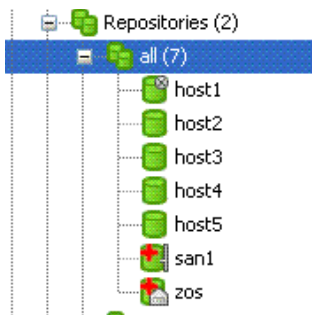 Repositories (2)
all (7)
host1
host2
host3
host4
host5
san1
zos